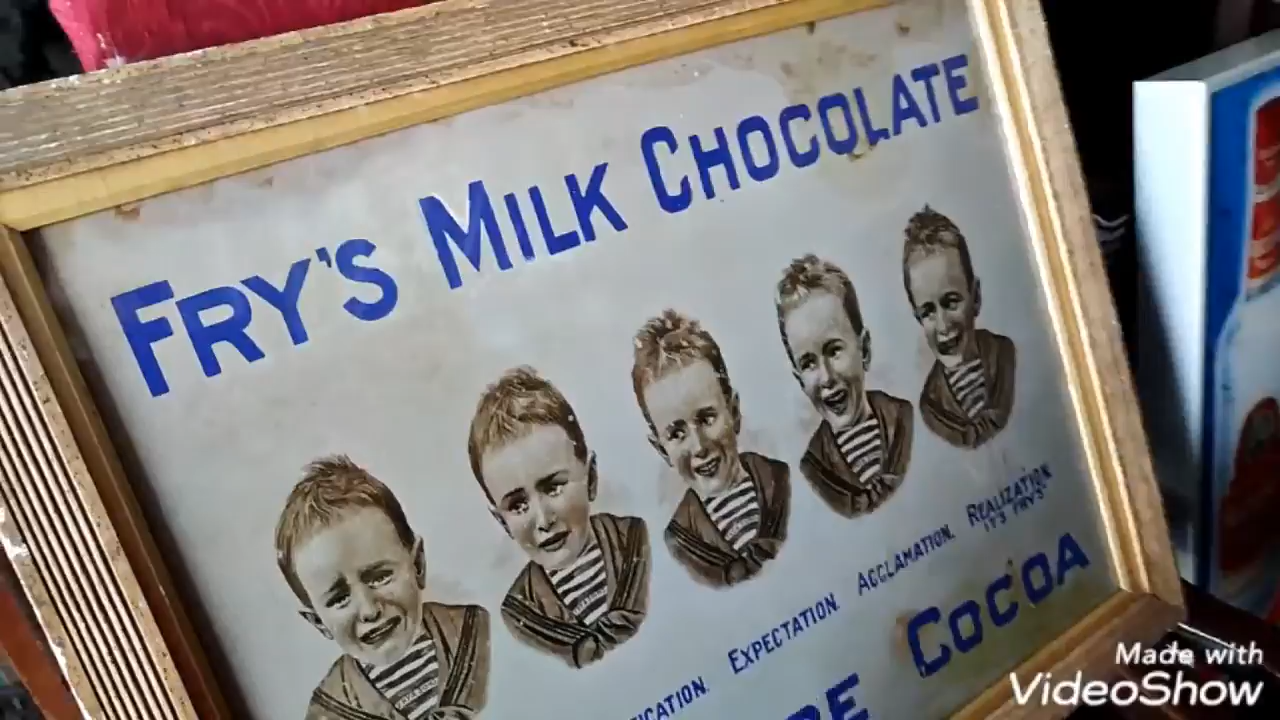 FRY'S MILK CHOCOLATE
EXPECTATION. ACCLAMATION. REALIZATION
IT'S FRY'S
COCOA
Made with
VideoShow